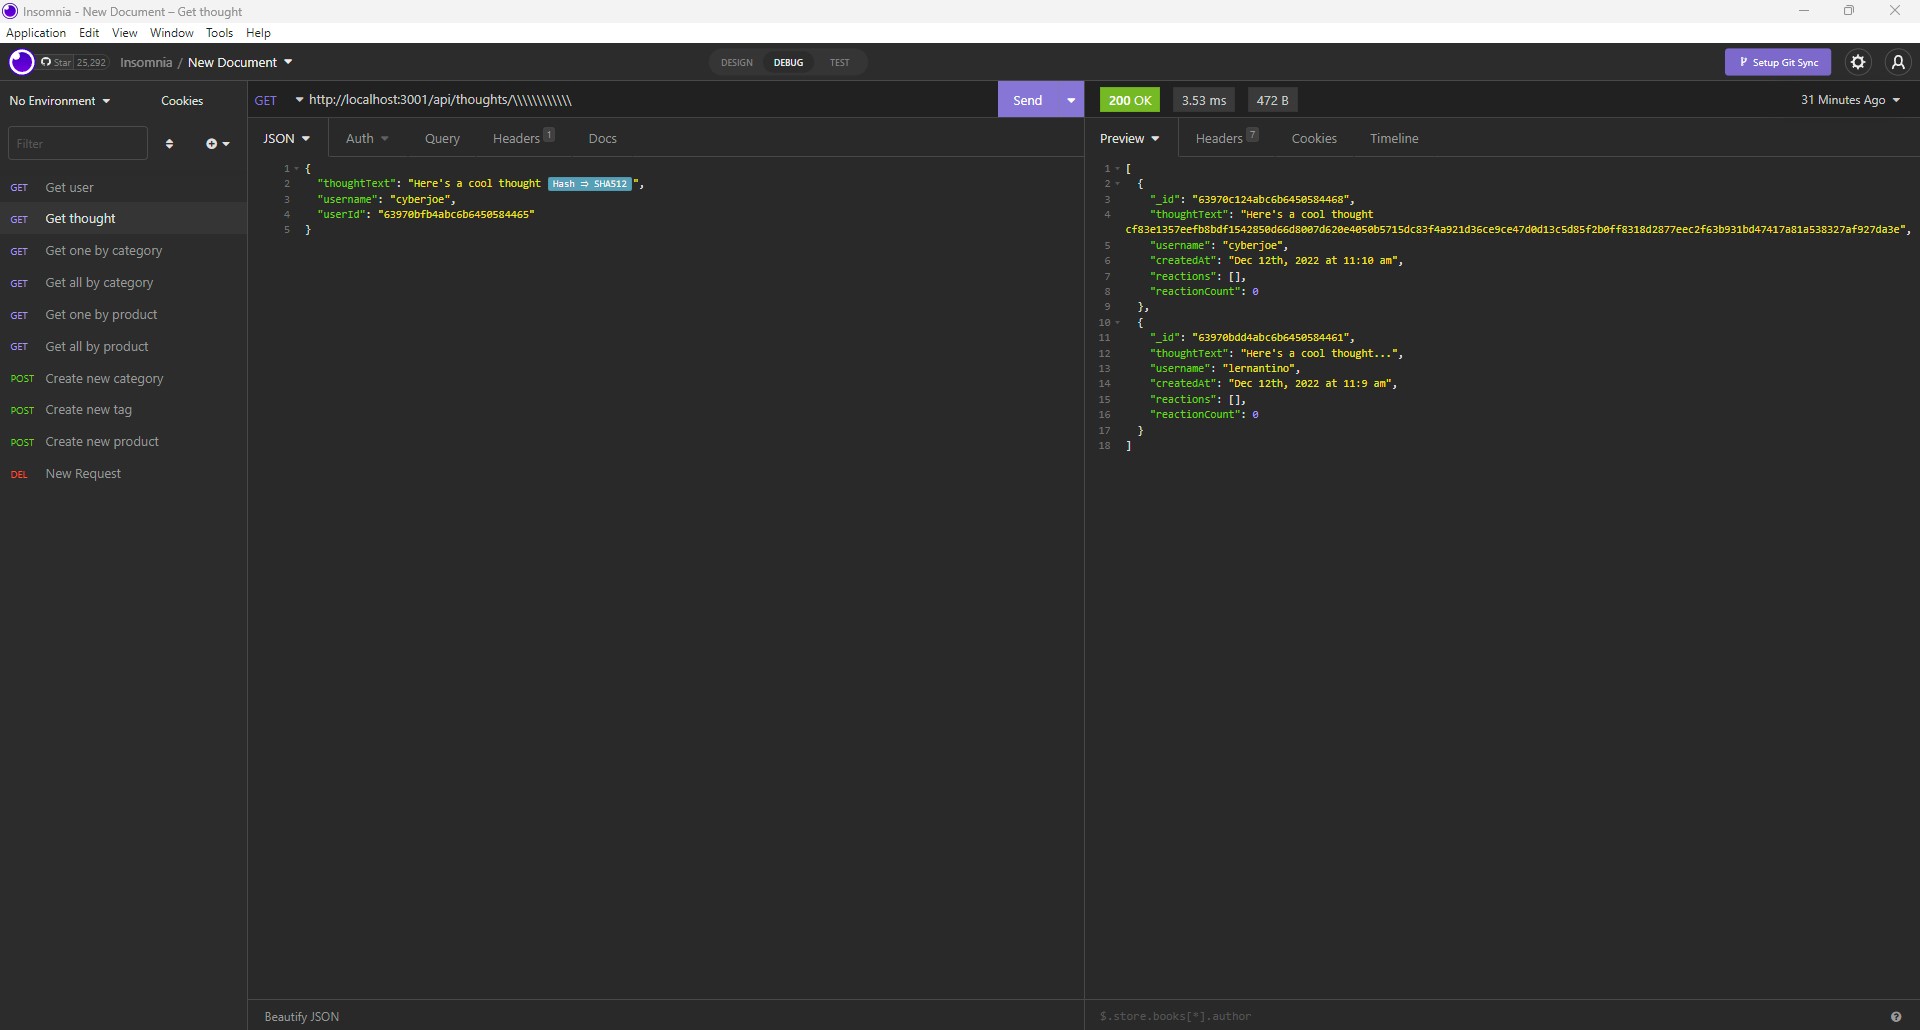 Insomnia - New Document – Get thought
Application Edit View Window Tools Help
Star 25,292 Insomnia / New Document DESIGN DEBUG TEST Setup Git Sync
No Environment Cookies
Filter
GET Get user
GET Get thought
GET Get one by category
GET Get all by category
GET Get one by product
GET Get all by product
POST Create new category
POST Create new tag
POST Create new product
DEL New Request
GET http://localhost:3001/api/thoughts/\\\\\\\\\\\\ Send
JSON Auth Query Headers 1 Docs
1 {
2 "thoughtText": "Here's a cool thought Hash ⇒ SHA512 ",
3 "username": "cyberjoe",
4 "userId": "63970bfb4abc6b6450584465"
5 }
Beautify JSON
200 OK 3.53 ms 472 B 31 Minutes Ago
Preview Headers 7 Cookies Timeline
1 [
2 {
3 "_id": "63970c124abc6b6450584468",
4 "thoughtText": "Here's a cool thought
cf83e1357eefb8bdf1542850d66d8007d620e4050b5715dc83f4a921d36ce9ce47d0d13c5d85f2b0ff8318d2877eec2f63b931bd47417a81a538327af927da3e",
5 "username": "cyberjoe",
6 "createdAt": "Dec 12th, 2022 at 11:10 am",
7 "reactions": [],
8 "reactionCount": 0
9 },
10 {
11 "_id": "63970bdd4abc6b6450584461",
12 "thoughtText": "Here's a cool thought...",
13 "username": "lernantino",
14 "createdAt": "Dec 12th, 2022 at 11:9 am",
15 "reactions": [],
16 "reactionCount": 0
17 }
18 ]
$.store.books[*].author